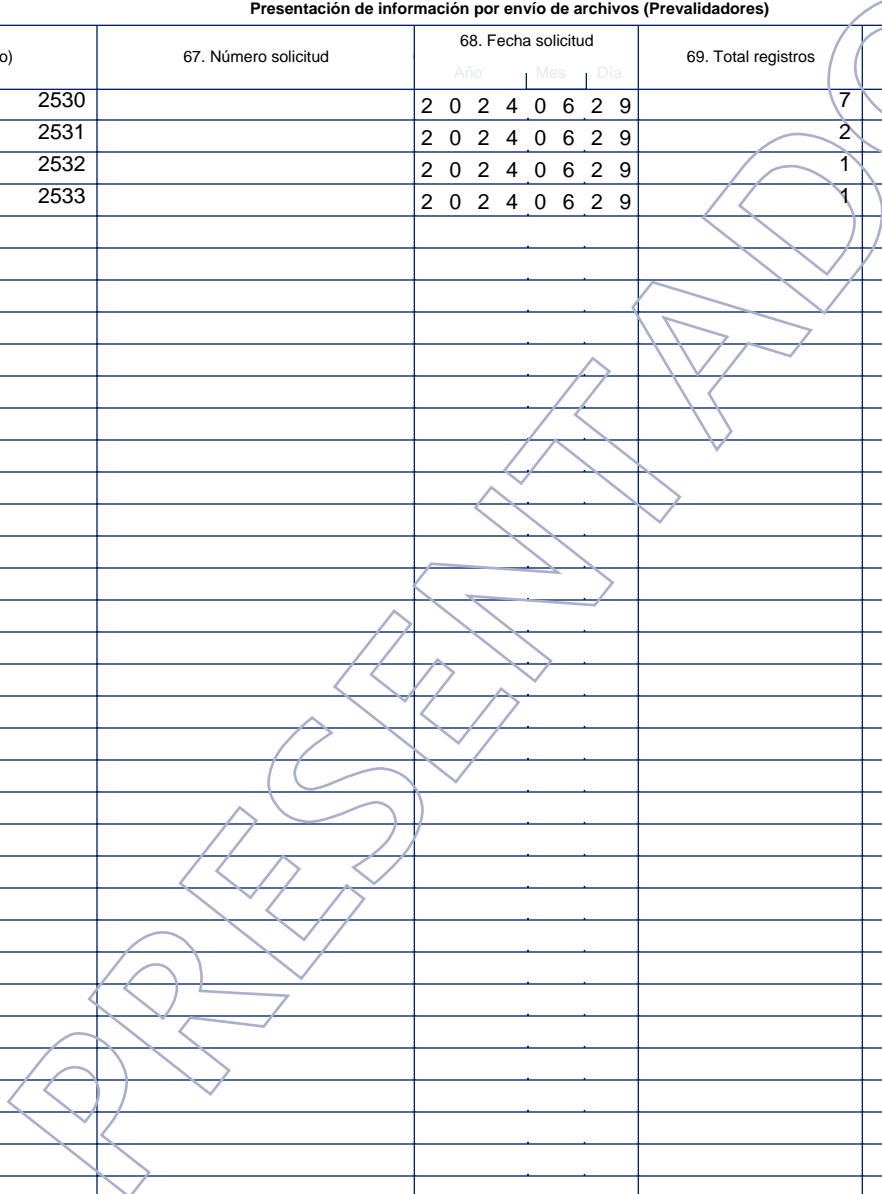 Presentación de información por envío de archivos (Prevalidadores)
o) 67. Número solicitud 68. Fecha solicitud 69. Total registros
Año Mes Día
2530 2 0 2 4 0 6 2 9 7
2531 2 0 2 4 0 6 2 9 2
2532 2 0 2 4 0 6 2 9 1
2533 2 0 2 4 0 6 2 9 1
PRESENTADO